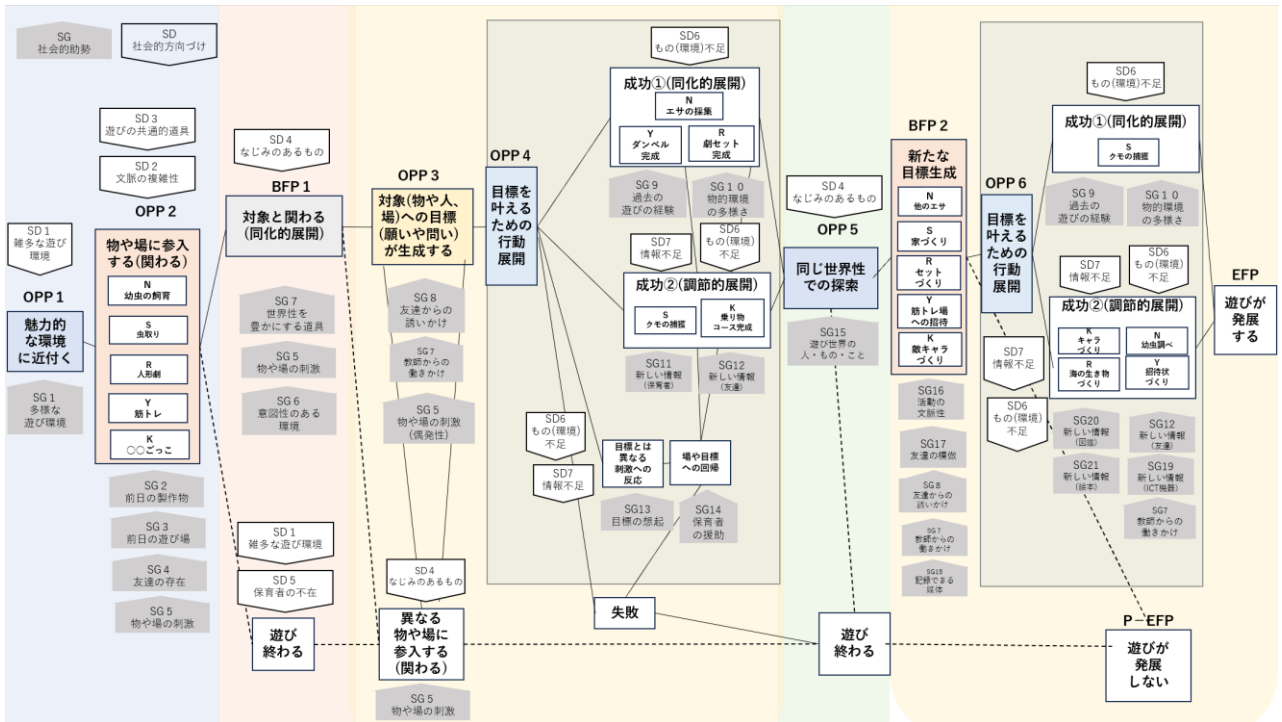 SG
社会的助勢
SD
社会的方向づけ
SD 3
遊びの共通的道具
SD 2
文脈の複雑性
OPP 2
SD 1
雑多な遊び
環境
OPP 1
魅力的
な環境
に近付く
SG 1
多様な
遊び環境
物や場に参入
する(関わる)
N
幼虫の飼育
S
虫取り
R
人形劇
Y
筋トレ
K
○○ごっこ
SG 2
前日の製作物
SG 3
前日の遊び場
SG 4
友達の存在
SG 5
物や場の刺激
SD 4
なじみのあるもの
BFP 1
対象と関わる
(同化的展開)
SG 7
世界性を
豊かにする道具
SG 5
物や場の刺激
SG 6
意図性のある
環境
SD 1
雑多な遊び環境
SD 5
保育者の不在
遊び
終わる
OPP 3
対象(物や人、
場)への目標
(願いや問い)
が生成する
SG 8
友達からの
誘いかけ
SG 7
教師からの
働きかけ
SG 5
物や場の刺激
(偶発性)
SD 4
なじみのあるもの
異なる
物や場に
参入する
(関わる)
SG 5
物や場の刺激
OPP 4
目標を
叶える
ための
行動
展開
SD6
もの(環境)不足
成功①(同化的展開)
N
エサの採集
Y
ダンベル
完成
R
劇セット
完成
SG 9
過去の
遊びの経験
SG 1 0
物的環境
の多様さ
SD7
情報不足
SD6
もの(環境)
不足
成功②(調節的展開)
S
クモの捕獲
K
乗り物
コース完成
SG11
新しい情報
(保育者)
SG12
新しい情報
(友達)
SD6
もの(環境)
不足
SD7
情報不足
目標とは
異なる
刺激への
反応
場や目標
への回帰
SG13
目標の想起
SG14
保育者
の援助
失敗
SD 4
なじみのあるもの
OPP 5
同じ世界性
での探索
SG15
遊び世界の
人・もの・こと
遊び
終わる
BFP 2
新たな
目標生成
N
他のエサ
S
家づくり
R
セット
づくり
Y
筋トレ場
への招待
K
敵キャラ
づくり
SG16
活動の
文脈性
SG17
友達の模倣
SG 8
友達からの
誘いかけ
SG 7
教師からの
働きかけ
SG18
記録できる
媒体
OPP 6
目標を
叶える
ための
行動
展開
SD7
情報不足
SD6
もの(環境)
不足
SD6
もの(環境)不足
成功①(同化的展開)
S
クモの捕獲
SG 9
過去の
遊びの経験
SG 1 0
物的環境
の多様さ
SD7
情報不足
SD6
もの(環境)
不足
成功②(調節的展開)
K
キャラ
づくり
N
幼虫調べ
R
海の生き物
づくり
Y
招待状
づくり
SG20
新しい情報
(図鑑)
SG12
新しい情報
(友達)
SG21
新しい情報
(絵本)
SG19
新しい情報
(ICT機器)
SG7
教師からの
働きかけ
EFP
遊びが
発展
する
P－EFP
遊びが
発展
しない